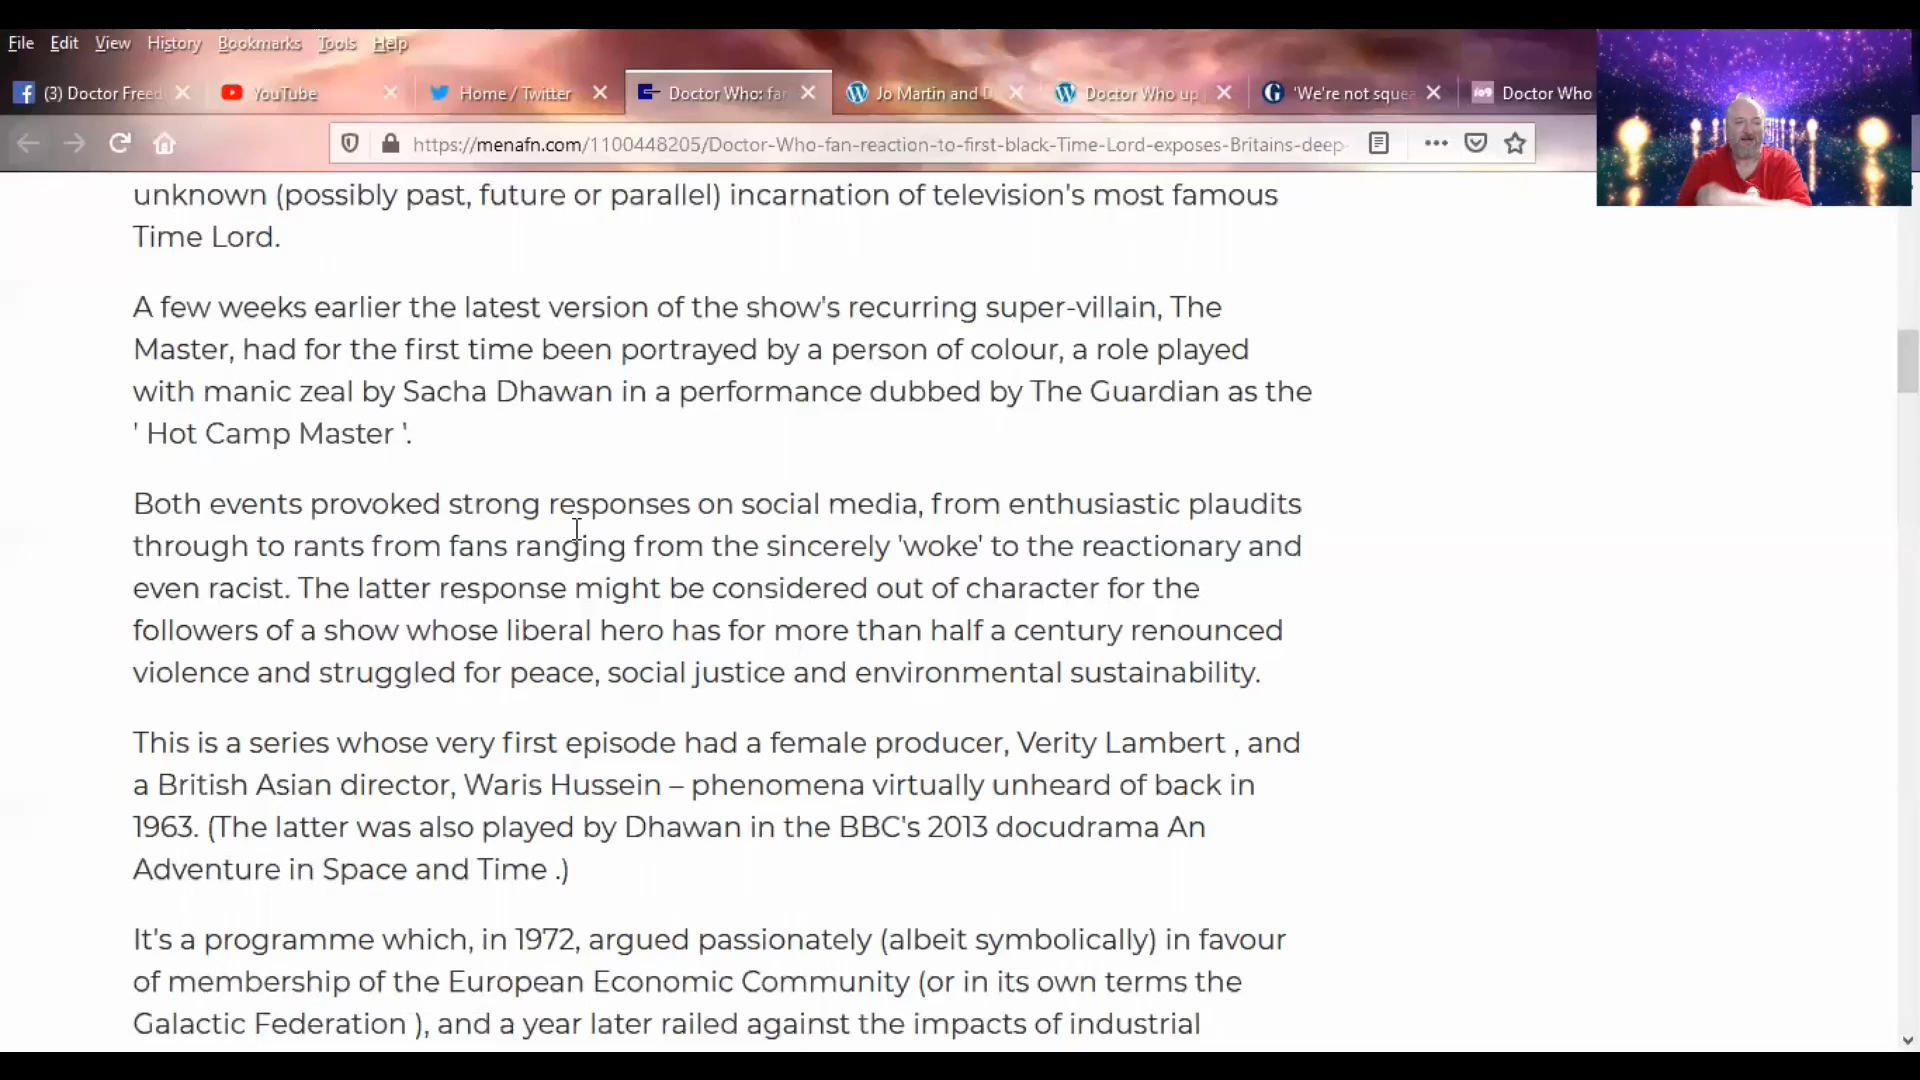 File Edit View History Bookmarks Tools Help
(3) Doctor Freed
YouTube
Home / Twitter
Doctor Who: far
Jo Martin and D
Doctor Who up
'We're not squea
Doctor Who
https://menafn.com/1100448205/Doctor-Who-fan-reaction-to-first-black-Time-Lord-exposes-Britains-deep-
unknown (possibly past, future or parallel) incarnation of television's most famous
Time Lord.
A few weeks earlier the latest version of the show's recurring super-villain, The
Master, had for the first time been portrayed by a person of colour, a role played
with manic zeal by Sacha Dhawan in a performance dubbed by The Guardian as the
' Hot Camp Master '.
Both events provoked strong responses on social media, from enthusiastic plaudits
through to rants from fans ranging from the sincerely 'woke' to the reactionary and
even racist. The latter response might be considered out of character for the
followers of a show whose liberal hero has for more than half a century renounced
violence and struggled for peace, social justice and environmental sustainability.
This is a series whose very first episode had a female producer, Verity Lambert , and
a British Asian director, Waris Hussein – phenomena virtually unheard of back in
1963. (The latter was also played by Dhawan in the BBC's 2013 docudrama An
Adventure in Space and Time .)
It's a programme which, in 1972, argued passionately (albeit symbolically) in favour
of membership of the European Economic Community (or in its own terms the
Galactic Federation ), and a year later railed against the impacts of industrial